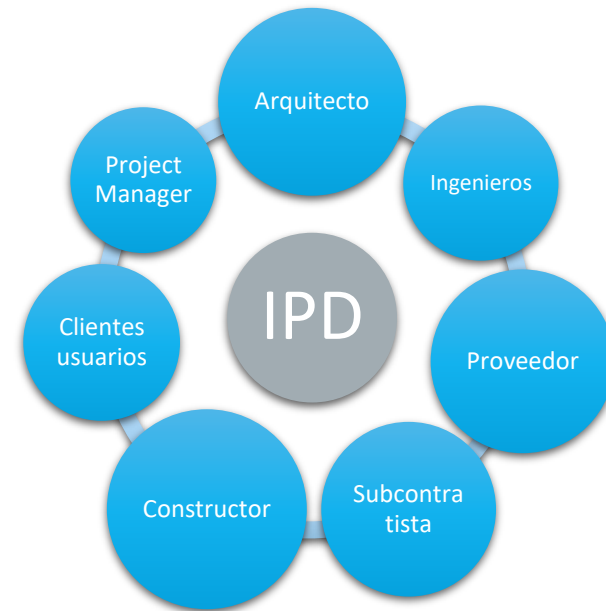 Arquitecto
Ingenieros
Proveedor
Subcontra
tista
Constructor
Clientes
usuarios
Project
Manager
IPD